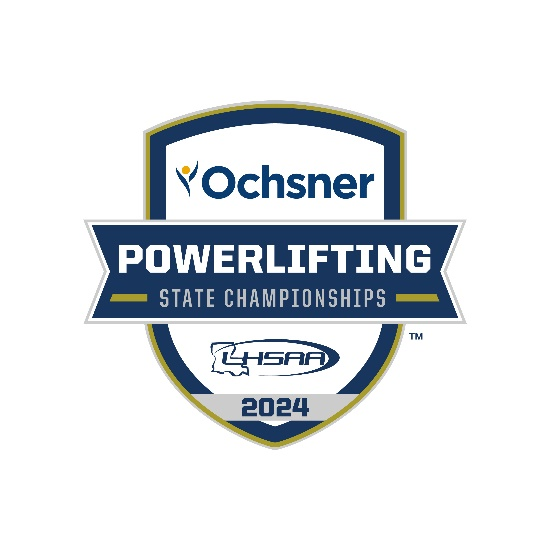 Ochsner
POWERLIFTING
STATE CHAMPIONSHIPS
LHSAA
TM
2024